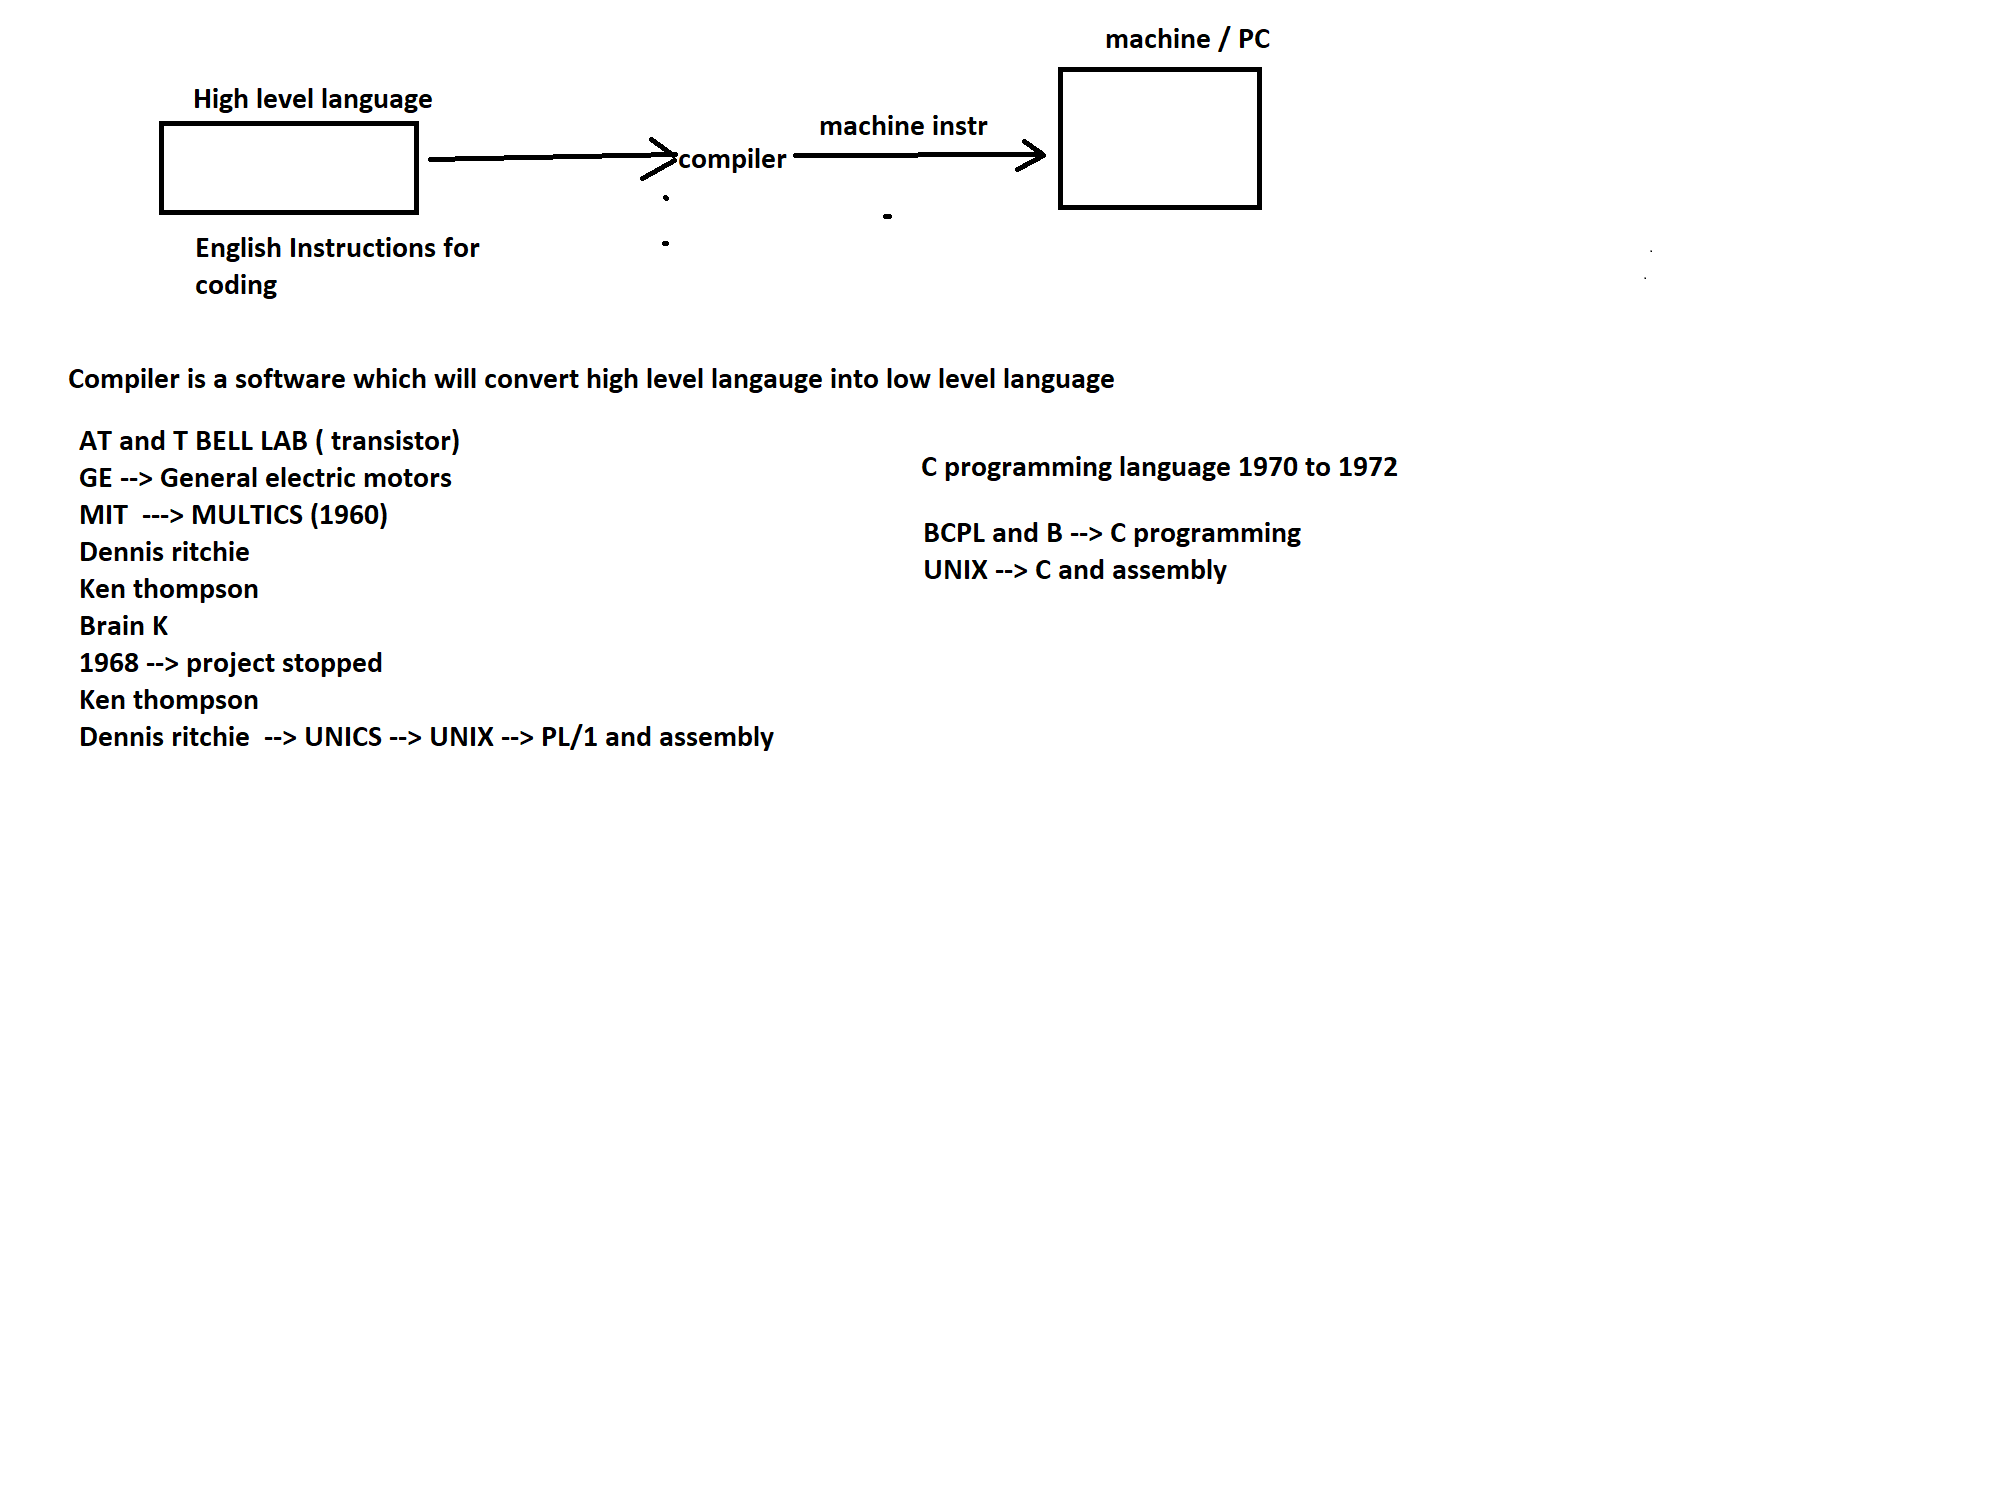 machine / PC
High level language
machine instr
compiler
English Instructions for
coding
Compiler is a software which will convert high level langauge into low level language
AT and T BELL LAB ( transistor)
GE --> General electric motors
MIT  ---> MULTICS (1960)
Dennis ritchie
Ken thompson
Brain K
1968 --> project stopped
Ken thompson
Dennis ritchie  --> UNICS --> UNIX --> PL/1 and assembly
C programming language 1970 to 1972
BCPL and B --> C programming
UNIX --> C and assembly